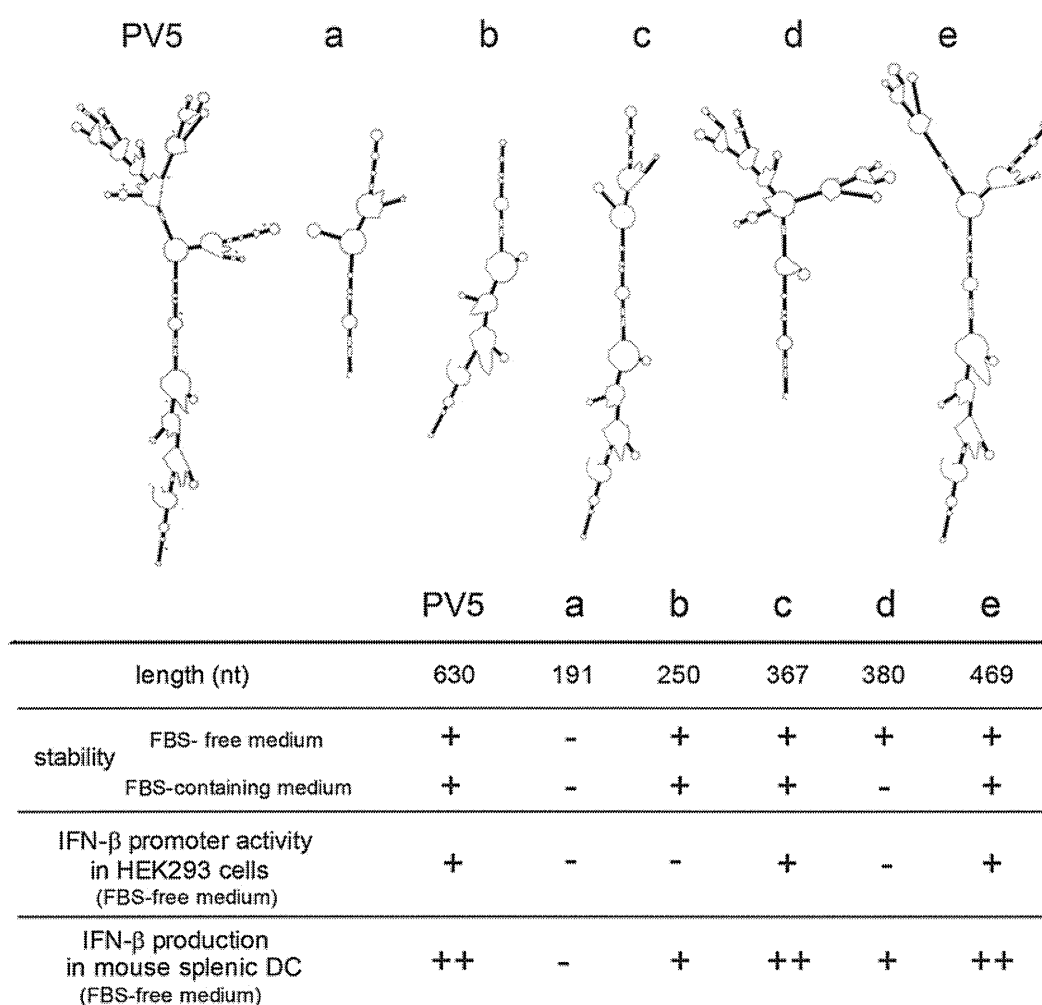 PV5 a b c d e
PV5 a b c d e
length (nt) 630 191 250 367 380 469
stability FBS- free medium + - + + + +
FBS-containing medium + - + + - +
IFN-β promoter activity
in HEK293 cells + - - + - +
(FBS-free medium)
IFN-β production
in mouse splenic DC ++ - + ++ + ++
(FBS-free medium)